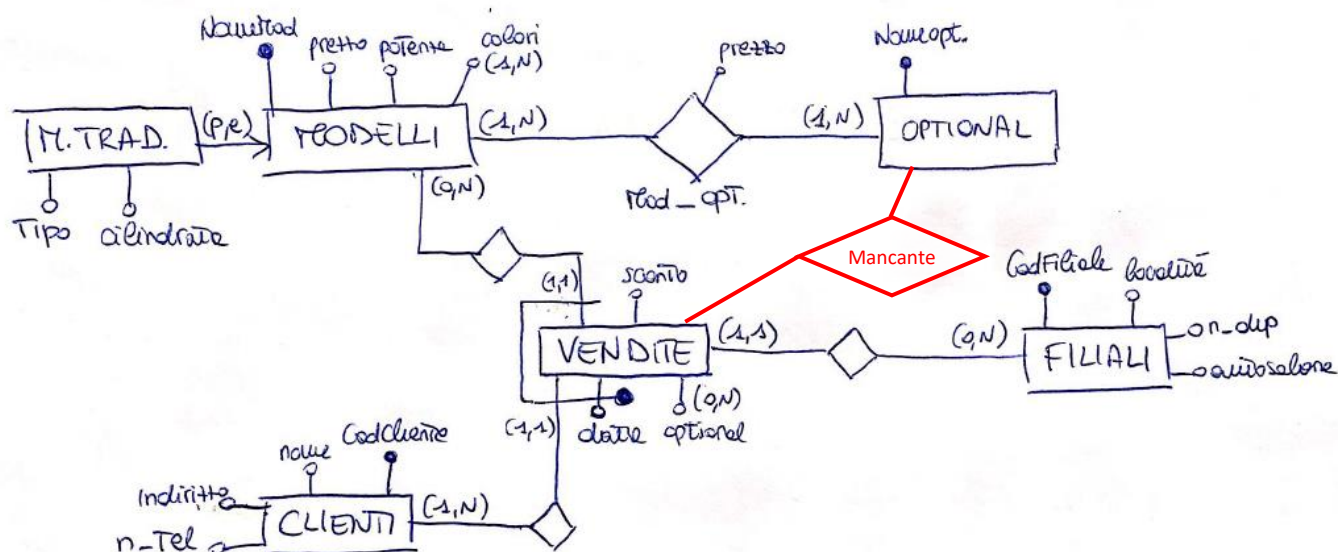 NomeMod
prezzo
potenza
colori
(1,N)
prezzo
Nomeopt.
M.TRAD.
(p,e)
MODELLI
(1,N)
(1,N)
OPTIONAL
(0,N)
Mod_opt.
Tipo
cilindrata
Mancante
CodFiliale
località
(1,1)
sconto
VENDITE
(1,1)
(0,N)
FILIALI
n_dip
autosalone
(1,1)
data
optional
(0,N)
nome
CodCliente
indirizzo
CLIENTI
(1,N)
n_Tel